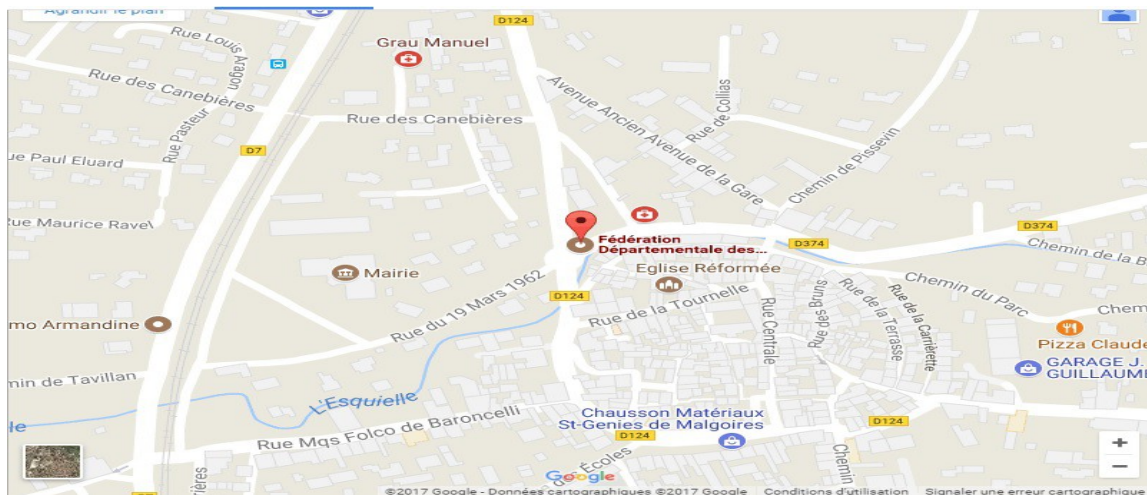 Agrandir le plan
D124
Rue Louis Aragon
Grau Manuel
Rue des Canebières
Avenue Ancien Avenue de la Gare
Rue de Collias
Rue des Canebières
Rue Pasteur
Chemin de Pissevin
D7
ue Paul Eluard
ue Maurice Ravel
D374
Fédération
Départementale des...
D374
Chemin de la B
Mairie
Eglise Réformée
D124
Rue du 19 Mars 1962
Rue de la Tournelle
Rue Centrale
Rue des Bruns
Rue de la Terrasse
Rue de la Carrièrette
Chemin du Parc
Chem
mo Armandine
Pizza Claude
GARAGE J.
GUILLAUM
min de Tavillan
L'Esquielle
Rue Mqs Folco de Baroncelli
Chausson Matériaux
St-Genies de Malgoires
D124
D124
Chemin
des Écoles
Google
+
−
©2017 Google - Données cartographiques ©2017 Google
Conditions d'utilisation
Signaler une erreur cartographique